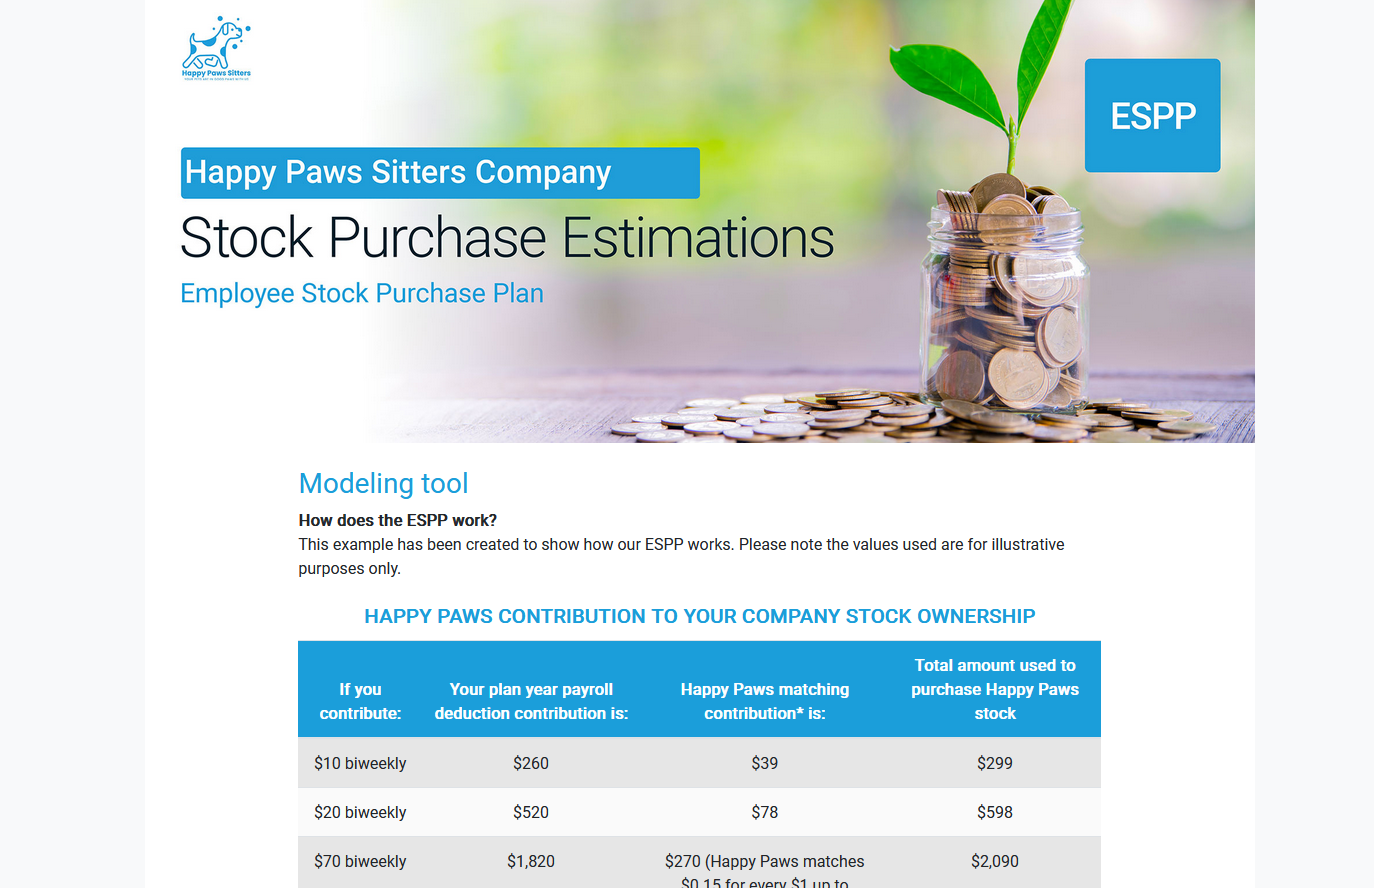 Happy Paws Sitters
ESPP
Happy Paws Sitters Company
Stock Purchase Estimations
Employee Stock Purchase Plan
Modeling tool
How does the ESPP work?
This example has been created to show how our ESPP works. Please note the values used are for illustrative
purposes only.
HAPPY PAWS CONTRIBUTION TO YOUR COMPANY STOCK OWNERSHIP
If you
contribute:
Your plan year payroll
deduction contribution is:
Happy Paws matching
contribution* is:
Total amount used to
purchase Happy Paws
stock
$10 biweekly
$260
$39
$299
$20 biweekly
$520
$78
$598
$70 biweekly
$1,820
$270 (Happy Paws matches
$0.15 for every $1 up to
$2,090